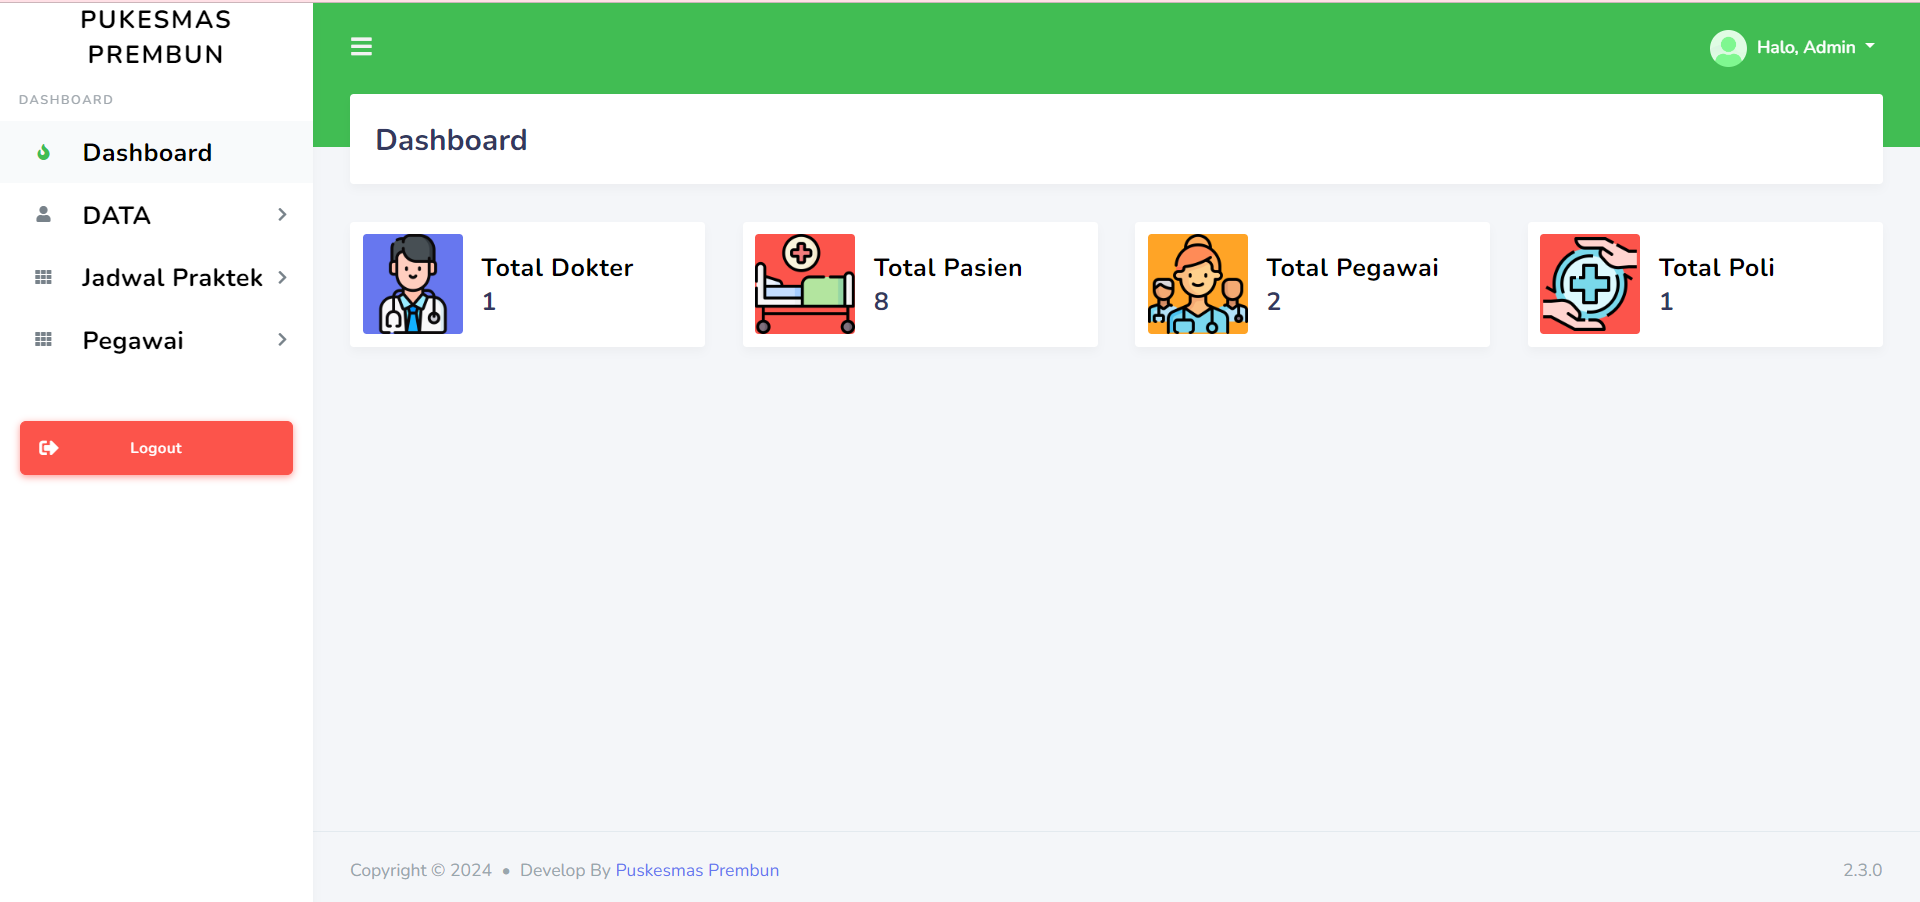 PUKESMAS
PREMBUN
DASHBOARD
Dashboard
DATA
Jadwal Praktek
Pegawai
Logout
Halo, Admin
Dashboard
Total Dokter
1
Total Pasien
8
Total Pegawai
2
Total Poli
1
Copyright © 2024 • Develop By Puskesmas Prembun
2.3.0